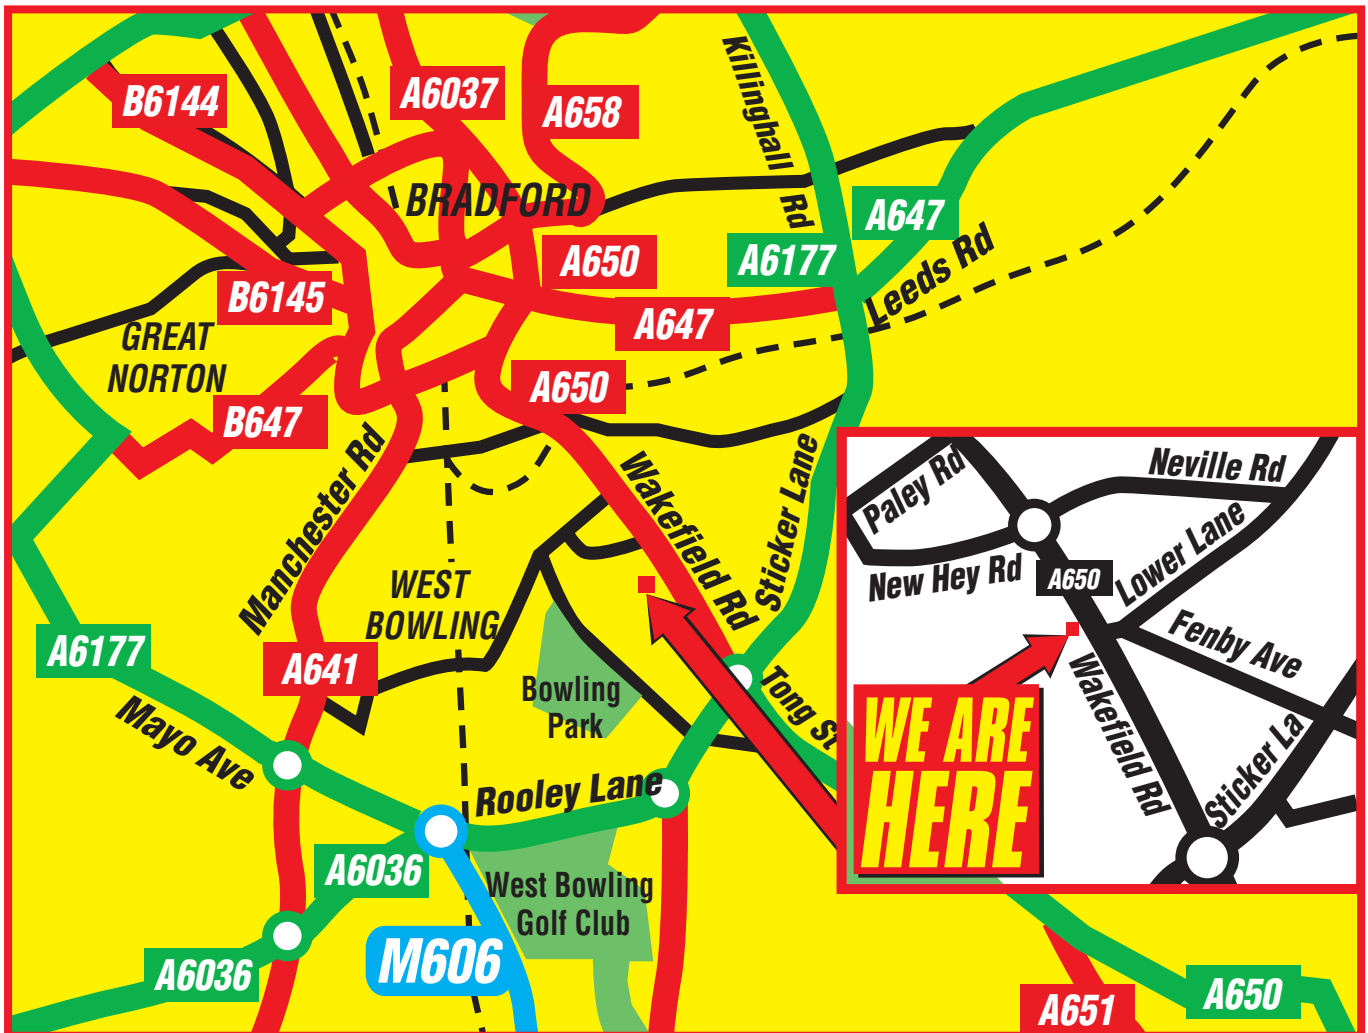 B6144
A6037
A658
Killinghall Rd
BRADFORD
A647
A650
A6177
Leeds Rd
B6145
A647
GREAT
NORTON
A650
B647
Manchester Rd
Wakefield Rd
Sticker Lane
WEST
BOWLING
A6177
A641
Bowling
Park
Tong St
Mayo Ave
Rooley Lane
A6036
West Bowling
Golf Club
M606
A6036
A651
A650
Paley Rd
Neville Rd
New Hey Rd
A650
Lower Lane
Fenby Ave
Wakefield Rd
Sticker La
WE ARE
HERE